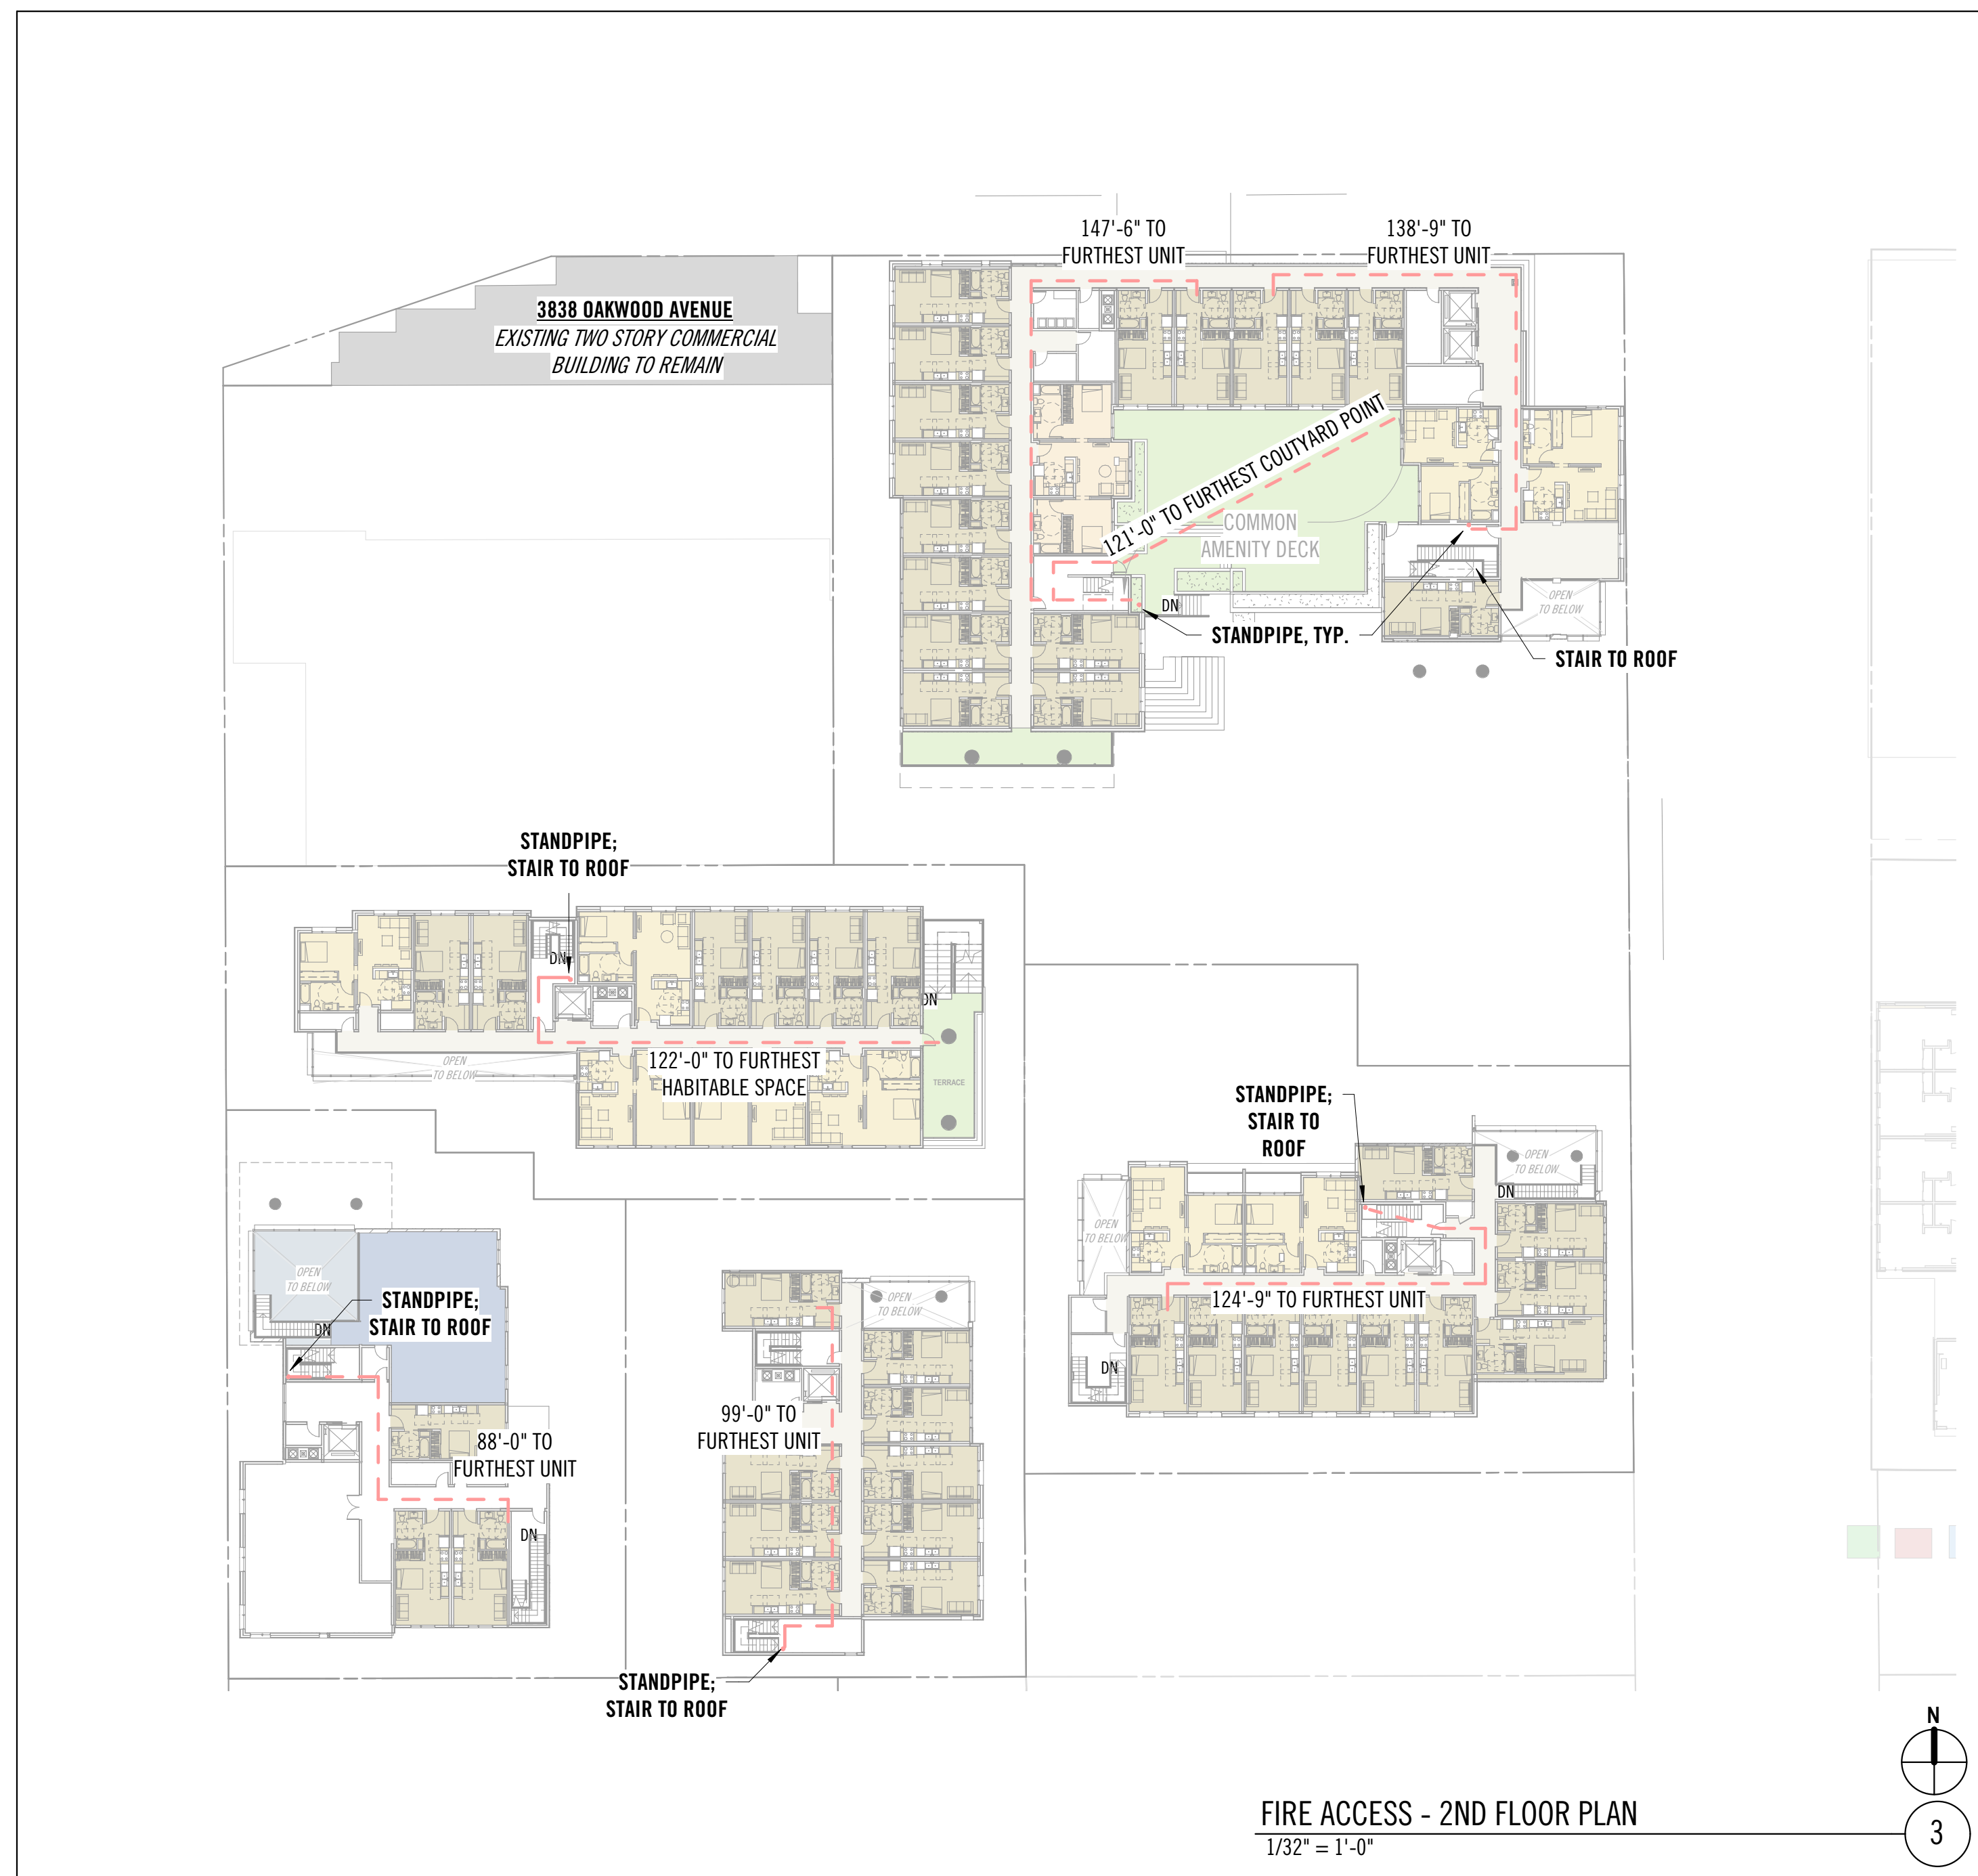 147'-6" TO
FURTHEST UNIT
138'-9" TO
FURTHEST UNIT
3838 OAKWOOD AVENUE
EXISTING TWO STORY COMMERCIAL
BUILDING TO REMAIN
121'-0" TO FURTHEST COUTYARD POINT
COMMON
AMENITY DECK
OPEN
TO BELOW
DN
STANDPIPE, TYP.
STAIR TO ROOF
STANDPIPE;
STAIR TO ROOF
DN
DN
122'-0" TO FURTHEST
HABITABLE SPACE
OPEN
TO BELOW
TERRACE
STANDPIPE;
STAIR TO
ROOF
OPEN
TO BELOW
DN
OPEN
TO BELOW
124'-9" TO FURTHEST UNIT
DN
OPEN
TO BELOW
STANDPIPE;
STAIR TO ROOF
DN
OPEN
TO BELOW
99'-0" TO
FURTHEST UNIT
88'-0" TO
FURTHEST UNIT
DN
STANDPIPE;
STAIR TO ROOF
N
FIRE ACCESS - 2ND FLOOR PLAN
1/32" = 1'-0"
3